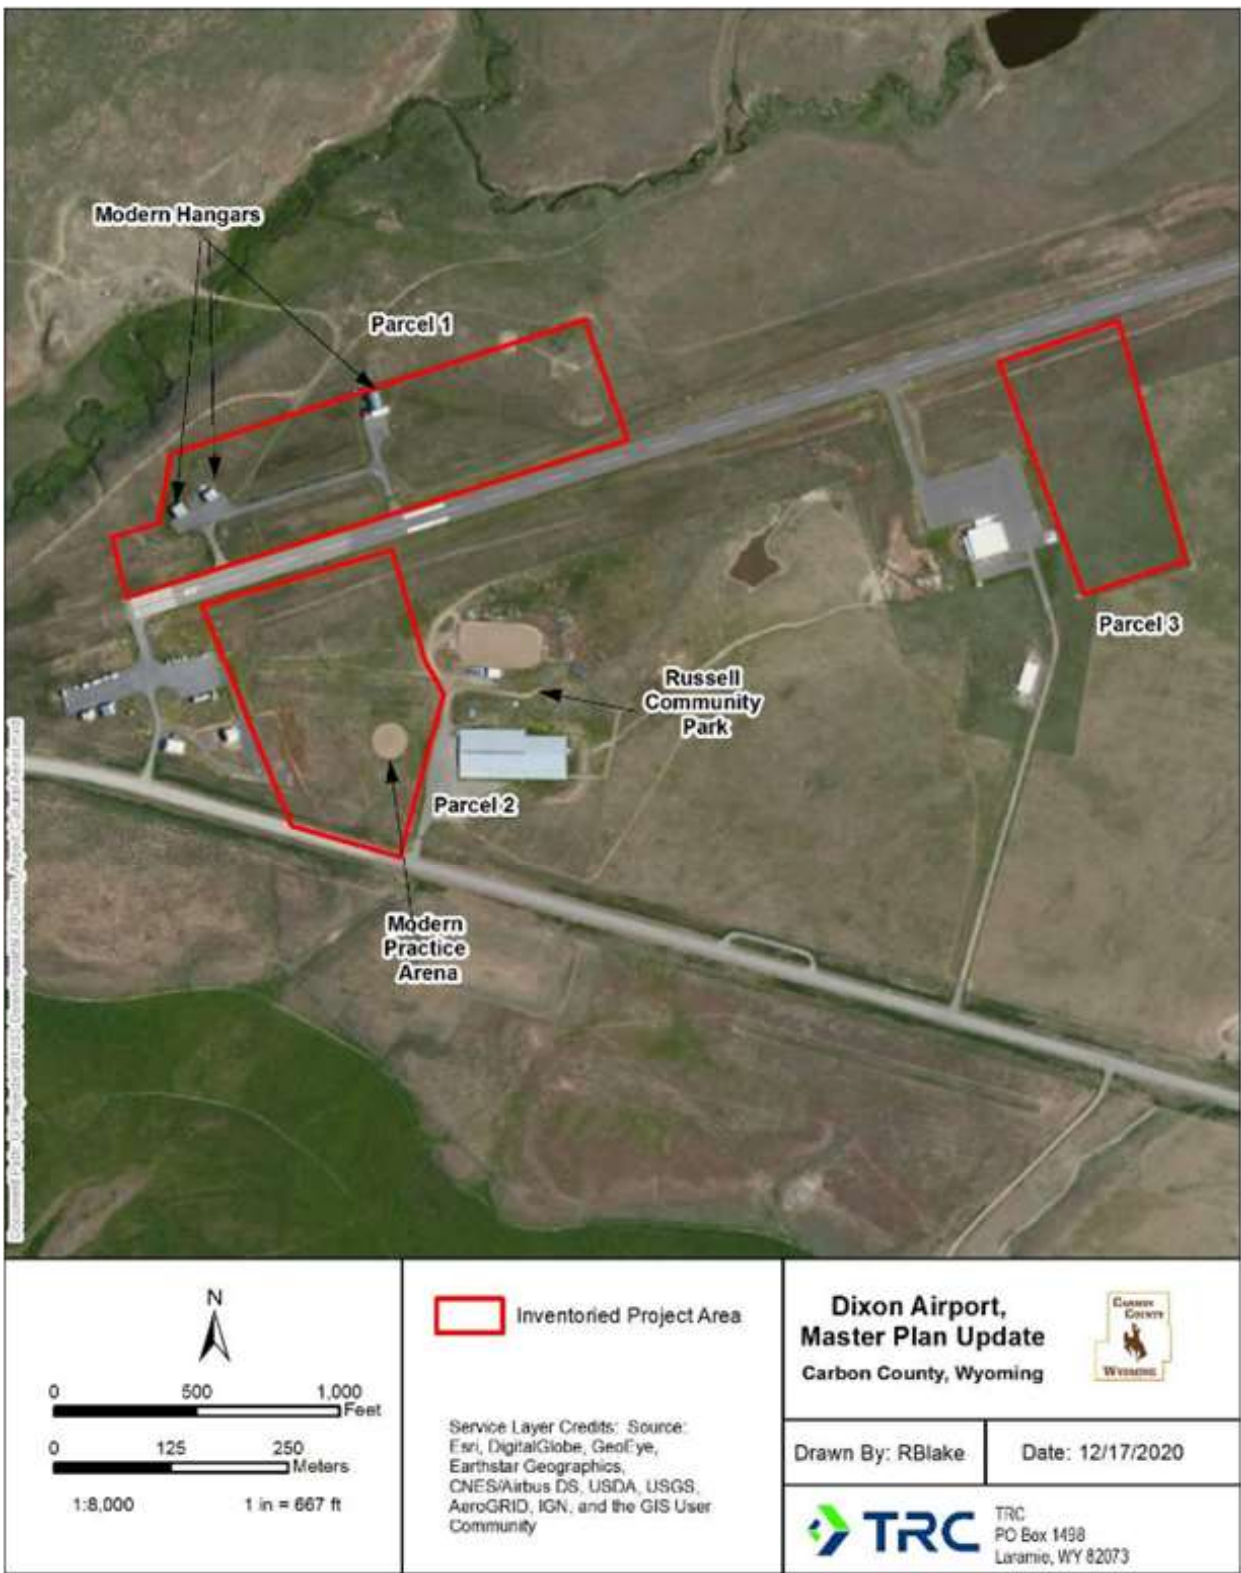 Modern Hangars
Parcel 1
Parcel 3
Russell
Community
Park
Parcel 2
Modern
Practice
Arena
N
0 500 1,000
Feet
0 125 250
Meters
1:8,000 1 in = 667 ft
Inventoried Project Area
Service Layer Credits: Source:
Esri, DigitalGlobe, GeoEye,
Earthstar Geographics,
CNES/Airbus DS, USDA, USGS,
AeroGRID, IGN, and the GIS User
Community
Dixon Airport,
Master Plan Update
Carbon County, Wyoming
CARBON
COUNTY
WYOMING
Drawn By: RBlake
Date: 12/17/2020
TRC
TRC
PO Box 1498
Laramie, WY 82073